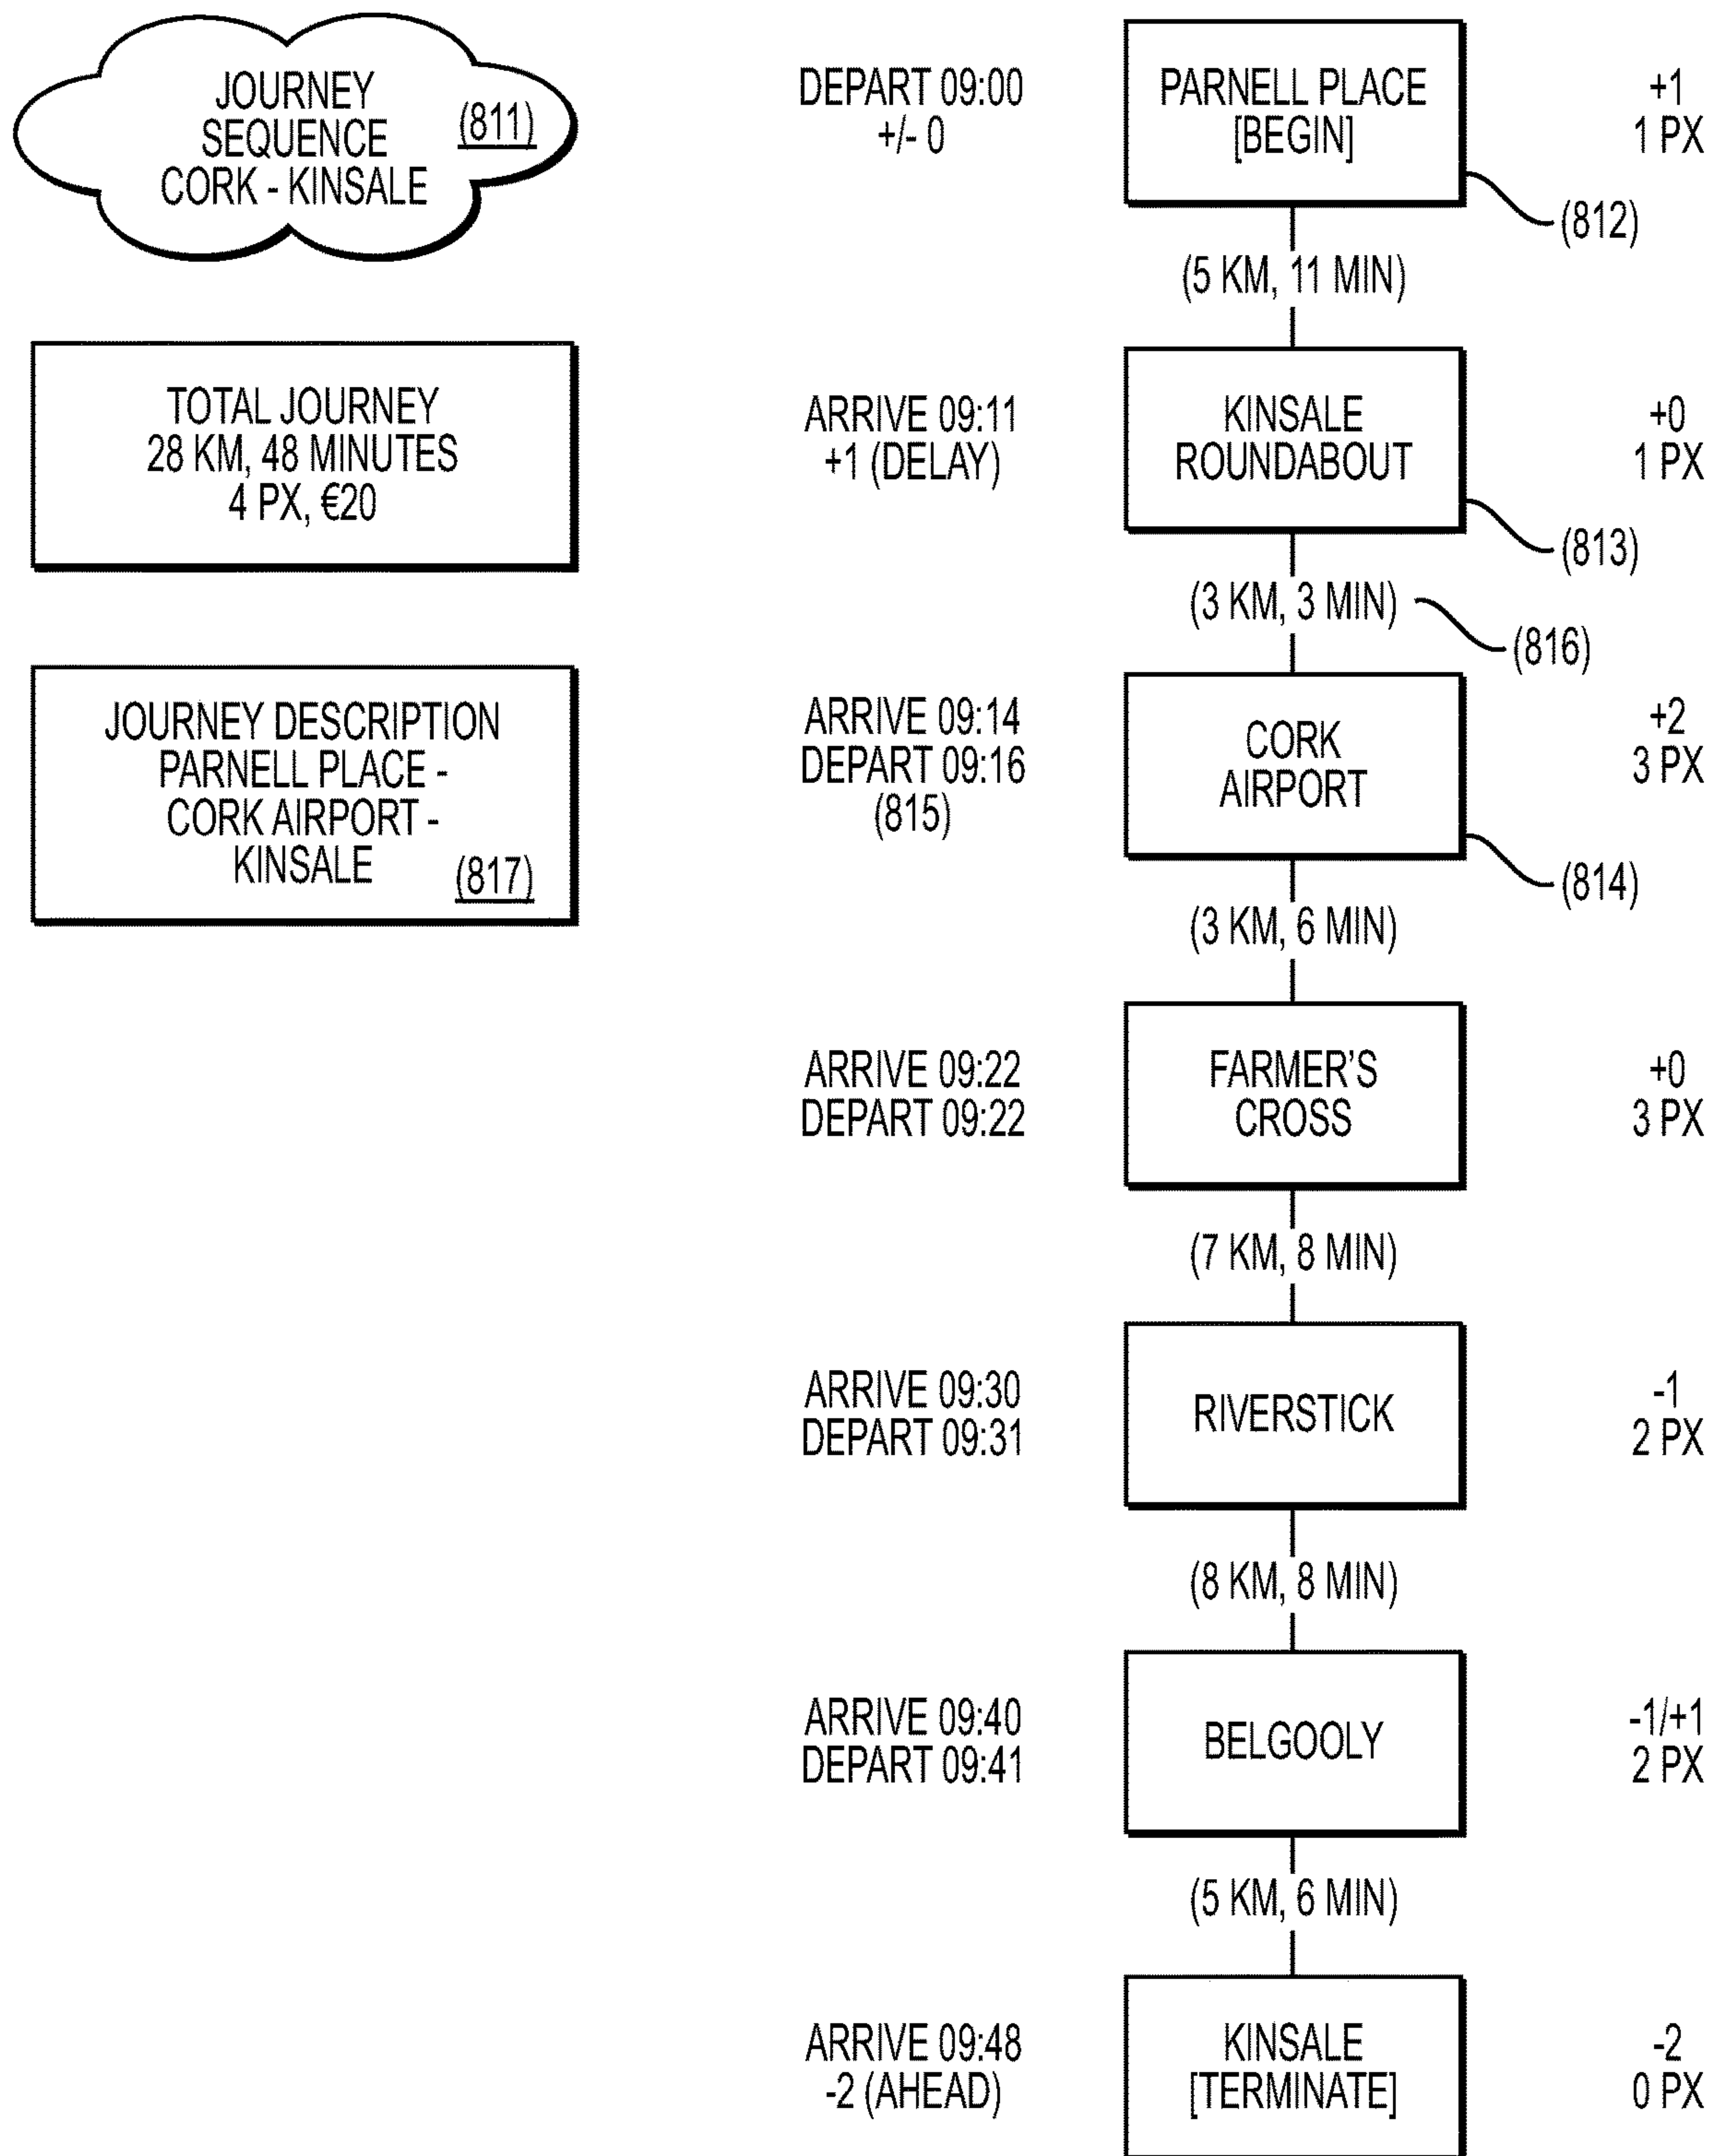 JOURNEY
SEQUENCE
CORK - KINSALE
(811)
TOTAL JOURNEY
28 KM, 48 MINUTES
4 PX, €20
JOURNEY DESCRIPTION
PARNELL PLACE -
CORK AIRPORT -
KINSALE
(817)
DEPART 09:00
+/- 0
PARNELL PLACE
[BEGIN]
+1
1 PX
(812)
(5 KM, 11 MIN)
ARRIVE 09:11
+1 (DELAY)
KINSALE
ROUNDABOUT
+0
1 PX
(813)
(3 KM, 3 MIN)
(816)
ARRIVE 09:14
DEPART 09:16
(815)
CORK
AIRPORT
+2
3 PX
(814)
(3 KM, 6 MIN)
ARRIVE 09:22
DEPART 09:22
FARMER'S
CROSS
+0
3 PX
(7 KM, 8 MIN)
ARRIVE 09:30
DEPART 09:31
RIVERSTICK
-1
2 PX
(8 KM, 8 MIN)
ARRIVE 09:40
DEPART 09:41
BELGOOLY
-1/+1
2 PX
(5 KM, 6 MIN)
ARRIVE 09:48
-2 (AHEAD)
KINSALE
[TERMINATE]
-2
0 PX